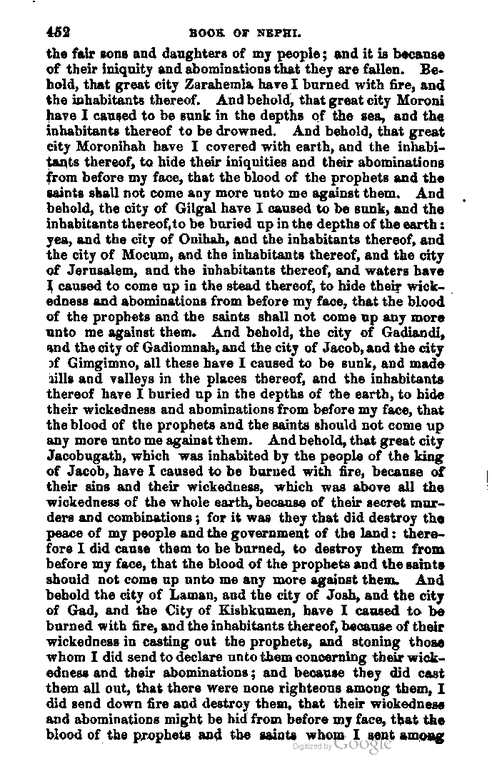 452 BOOK OF NEPHI.
the fair sons and daughters of my people; and it is because
of their iniquity and abominations that they are fallen. Be-
hold, that great city Zarahemla have I burned with fire, and
the inhabitants thereof. And behold, that great city Moroni
have I caused to be sunk in the depths of the sea, and the
inhabitants thereof to be drowned. And behold, that great
city Moronihah have I covered with earth, and the inhabi-
tants thereof, to hide their iniquities and their abominations
from before my face, that the blood of the prophets and the
saints shall not come any more unto me against them. And
behold, the city of Gilgal have I caused to be sunk, and the
inhabitants thereof, to be buried up in the depths of the earth:
yea, and the city of Onihah, and the inhabitants thereof, and
the city of Mocum, and the inhabitants thereof, and the city
of Jerusalem, and the inhabitants thereof, and waters have
I caused to come up in the stead thereof, to hide their wick-
edness and abominations from before my face, that the blood
of the prophets and the saints shall not come up any more
unto me against them. And behold, the city of Gadiandi,
and the city of Gadiomnah, and the city of Jacob, and the city
of Gimgimno, all these have I caused to be sunk, and made
hills and valleys in the places thereof, and the inhabitants
thereof have I buried up in the depths of the earth, to hide
their wickedness and abominations from before my face, that
the blood of the prophets and the saints should not come up
any more unto me against them. And behold, that great city
Jacobugath, which was inhabited by the people of the king
of Jacob, have I caused to be burned with fire, because of
their sins and their wickedness, which was above all the
wickedness of the whole earth, because of their secret mur-
ders and combinations; for it was they that did destroy the
peace of my people and the government of the land: there-
fore I did cause them to be burned, to destroy them from
before my face, that the blood of the prophets and the saints
should not come up unto me any more against them. And
behold the city of Laman, and the city of Josh, and the city
of Gad, and the City of Kishkumen, have I caused to be
burned with fire, and the inhabitants thereof, because of their
wickedness in casting out the prophets, and stoning those
whom I did send to declare unto them concerning their wick-
edness and their abominations; and because they did cast
them all out, that there were none righteous among them, I
did send down fire and destroy them, that their wickedness
and abominations might be hid from before my face, that the
blood of the prophets and the saints whom I sent among
Digitized by Google